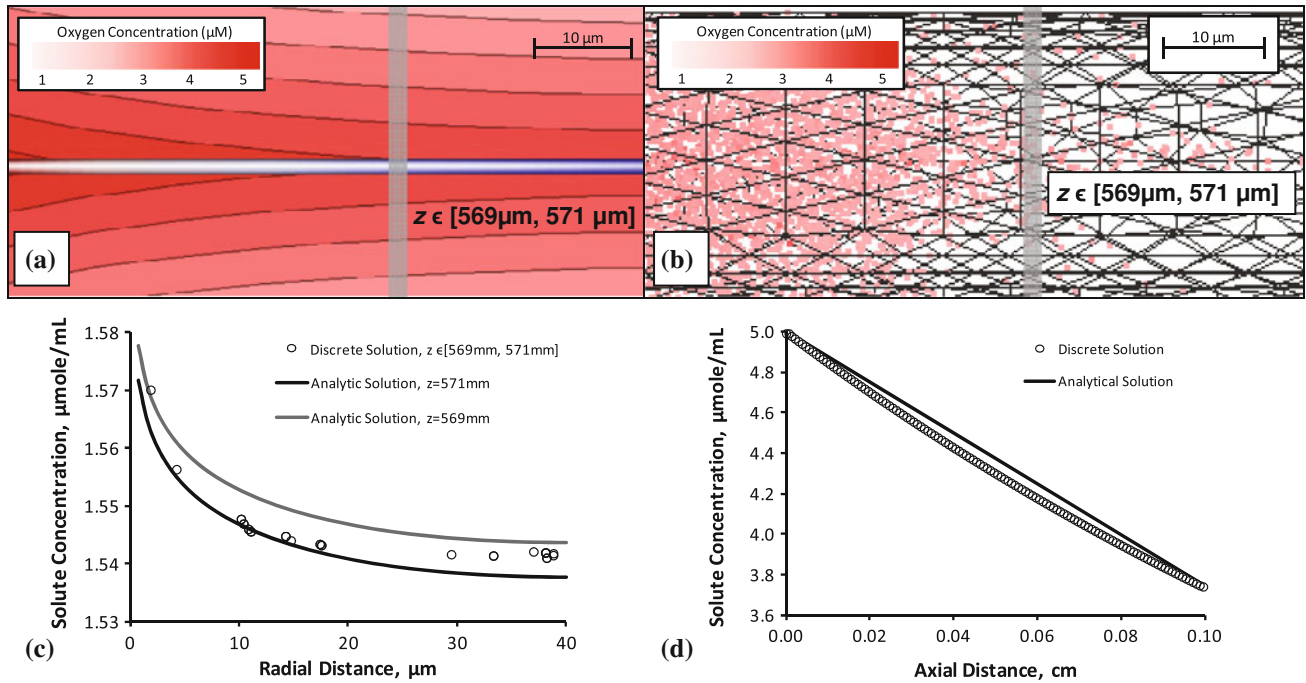 Oxygen Concentration (µM)
1 2 3 4 5
10 µm
z ϵ [569µm, 571 µm]
(a)
Oxygen Concentration (µM)
1 2 3 4 5
10 µm
z ϵ [569µm, 571 µm]
(b)
Solute Concentration, µmole/mL
1.58
1.57
1.56
1.55
1.54
1.53
0 10 20 30 40
Radial Distance, µm
Discrete Solution, z ϵ[569mm, 571mm]
Analytic Solution, z=571mm
Analytic Solution, z=569mm
(c)
Solute Concentration, µmole/mL
5.0
4.8
4.6
4.4
4.2
4.0
3.8
3.6
0.00 0.02 0.04 0.06 0.08 0.10
Axial Distance, cm
Discrete Solution
Analytical Solution
(d)